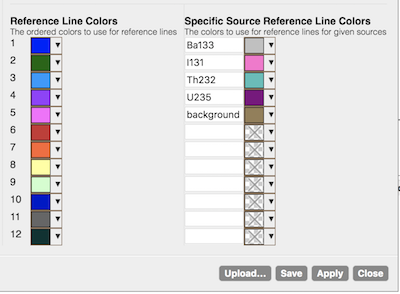 Reference Line Colors
The ordered colors to use for reference lines
1
2
3
4
5
6
7
8
9
10
11
12
Specific Source Reference Line Colors
The colors to use for reference lines for given sources
Ba133
I131
Th232
U235
background
Upload... Save Apply Close